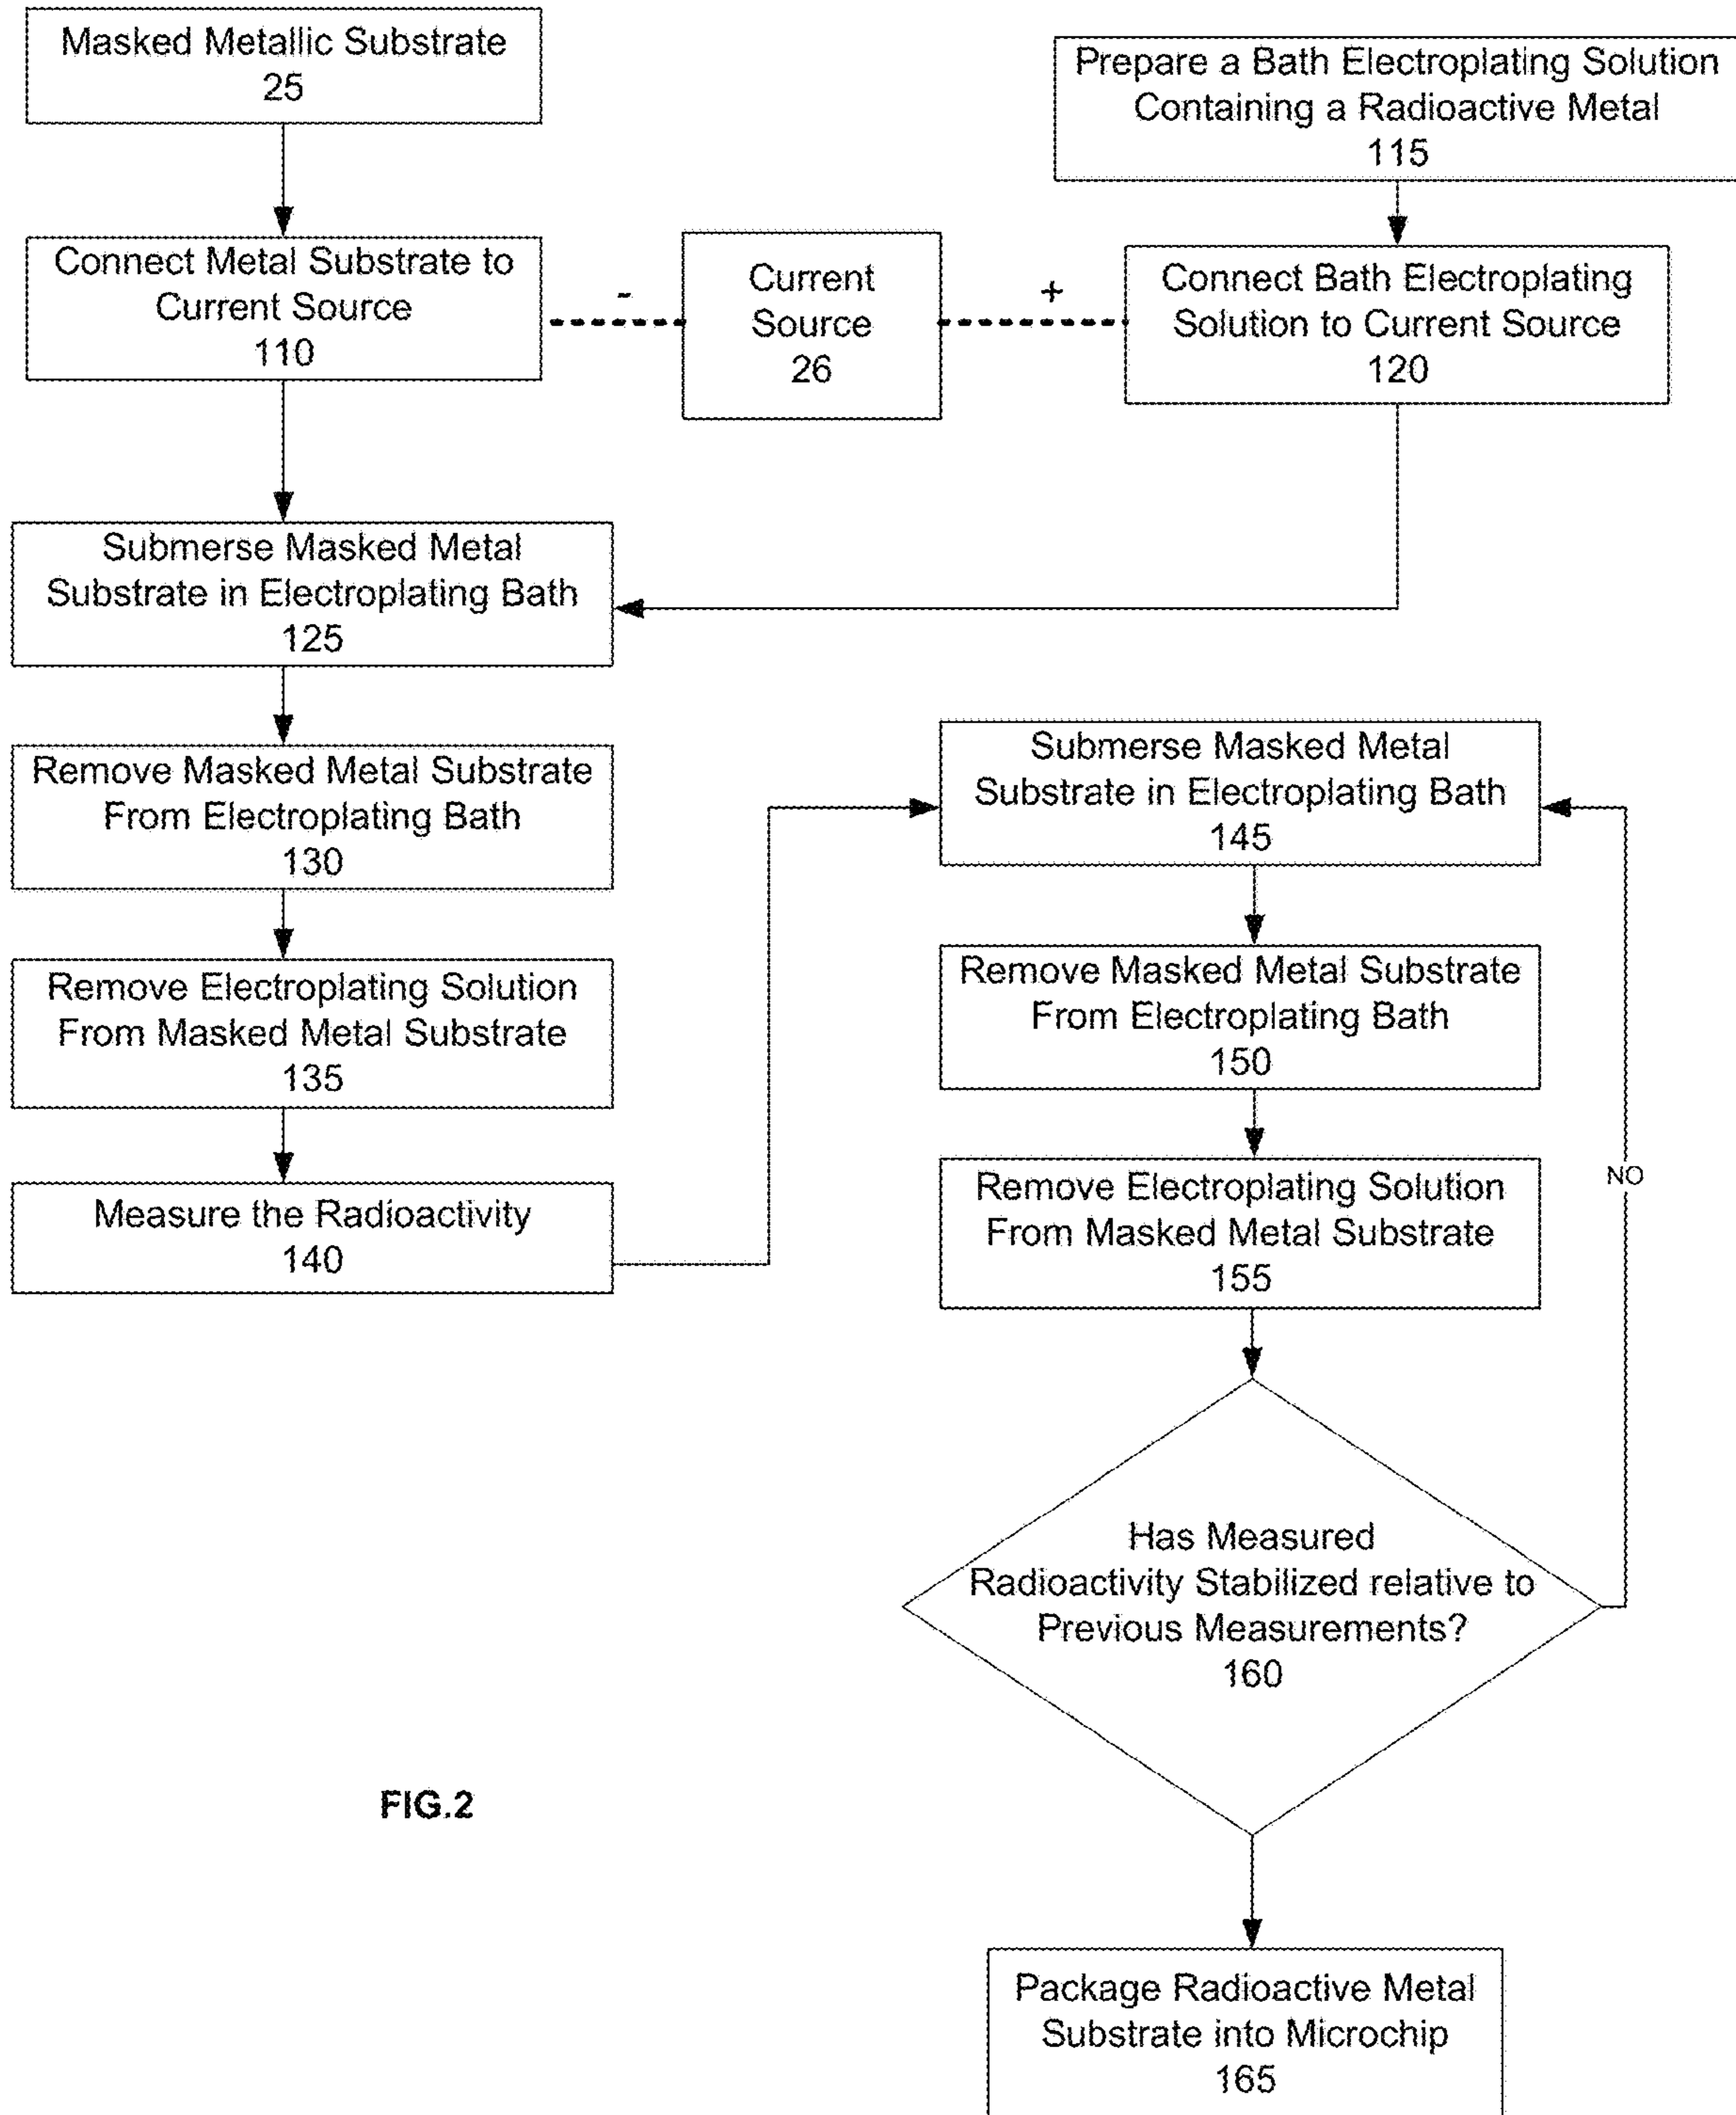 Masked Metallic Substrate
25
Prepare a Bath Electroplating Solution
Containing a Radioactive Metal
115
Connect Metal Substrate to
Current Source
110
-
Current
Source
26
+
Connect Bath Electroplating
Solution to Current Source
120
Submerse Masked Metal
Substrate in Electroplating Bath
125
Remove Masked Metal Substrate
From Electroplating Bath
130
Remove Electroplating Solution
From Masked Metal Substrate
135
Measure the Radioactivity
140
Submerse Masked Metal
Substrate in Electroplating Bath
145
Remove Masked Metal Substrate
From Electroplating Bath
150
Remove Electroplating Solution
From Masked Metal Substrate
155
NO
Has Measured
Radioactivity Stabilized relative to
Previous Measurements?
160
FIG.2
Package Radioactive Metal
Substrate into Microchip
165